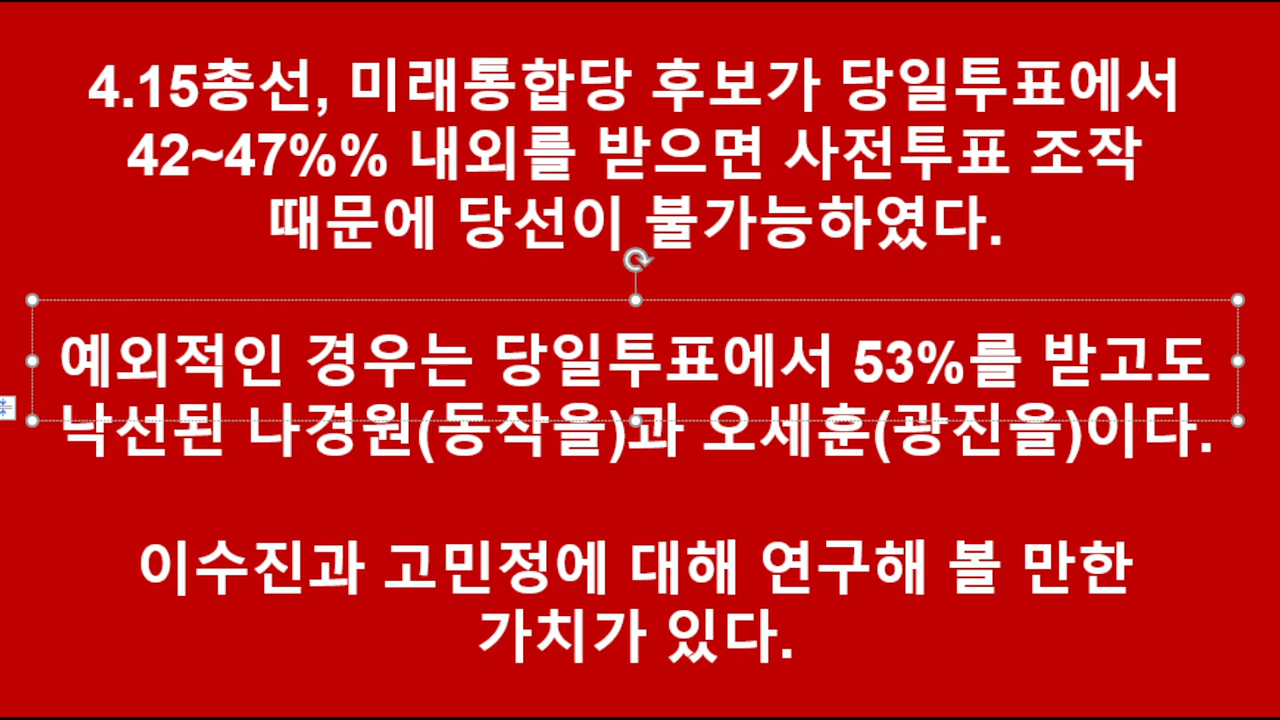 4.15총선, 미래통합당 후보가 당일투표에서
42~47%% 내외를 받으면 사전투표 조작
때문에 당선이 불가능하였다.
예외적인 경우는 당일투표에서 53%를 받고도
낙선된 나경원(동작을)과 오세훈(광진을)이다.
이수진과 고민정에 대해 연구해 볼 만한
가치가 있다.